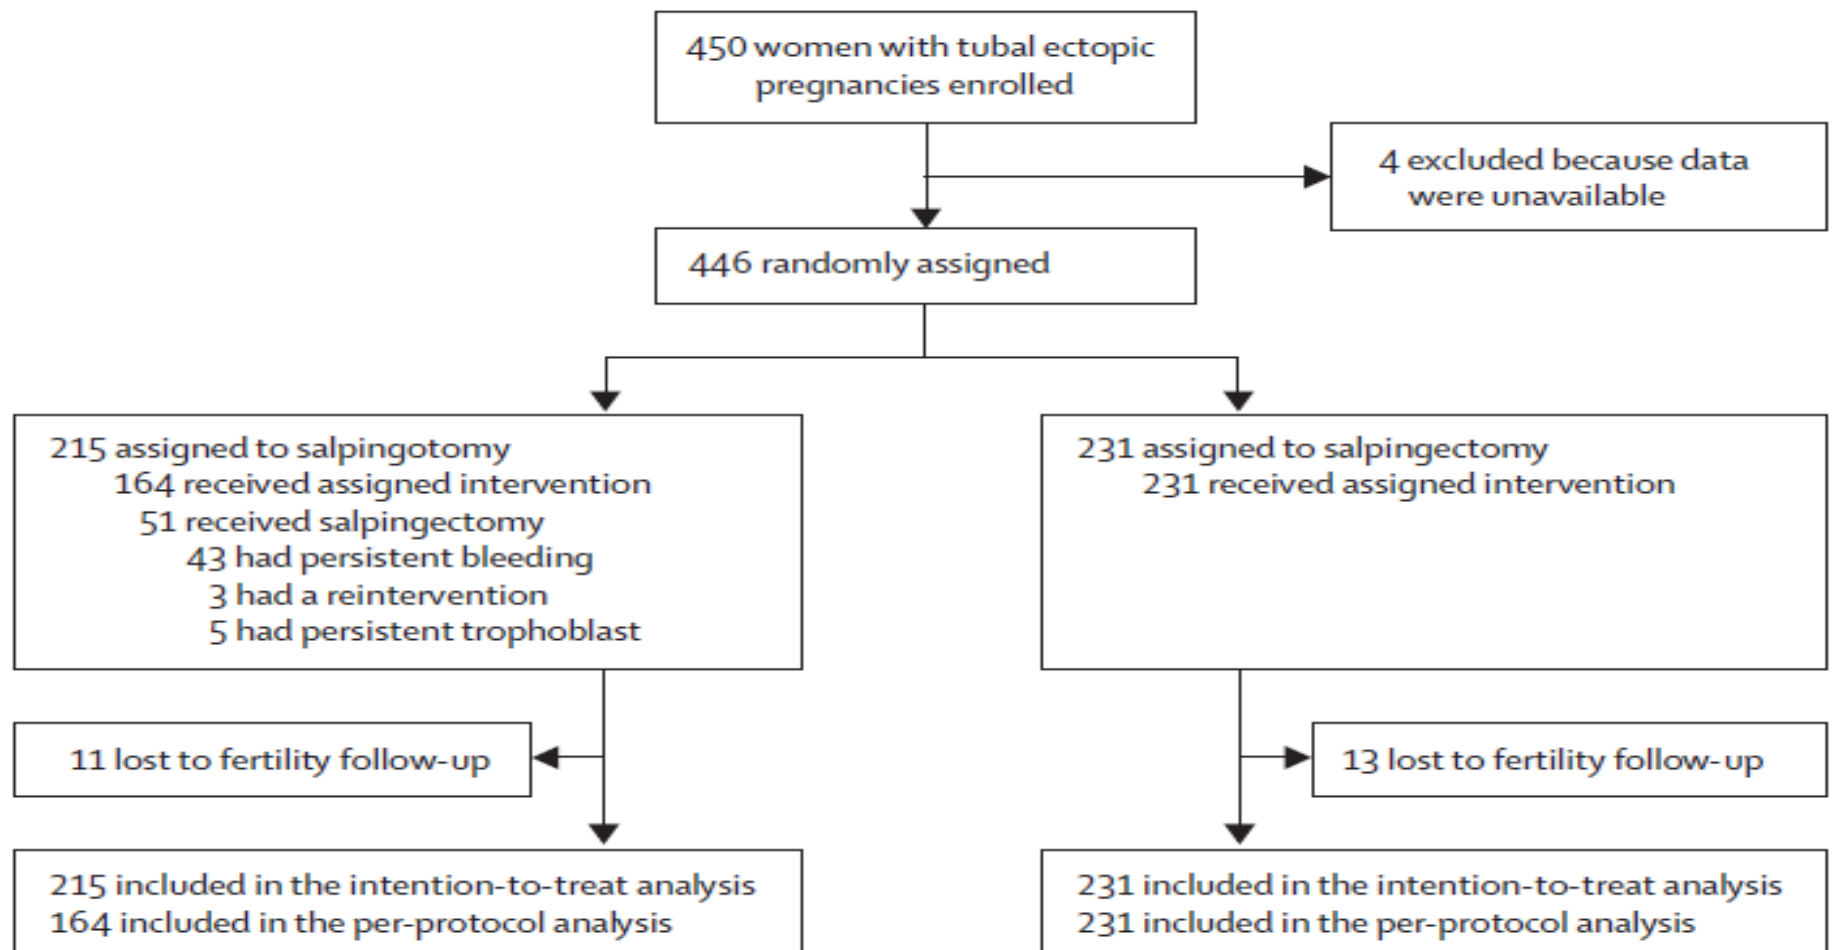 450 women with tubal ectopic
pregnancies enrolled
4 excluded because data
were unavailable
446 randomly assigned
215 assigned to salpingotomy
164 received assigned intervention
51 received salpingectomy
43 had persistent bleeding
3 had a reintervention
5 had persistent trophoblast
231 assigned to salpingectomy
231 received assigned intervention
11 lost to fertility follow-up
13 lost to fertility follow-up
215 included in the intention-to-treat analysis
164 included in the per-protocol analysis
231 included in the intention-to-treat analysis
231 included in the per-protocol analysis